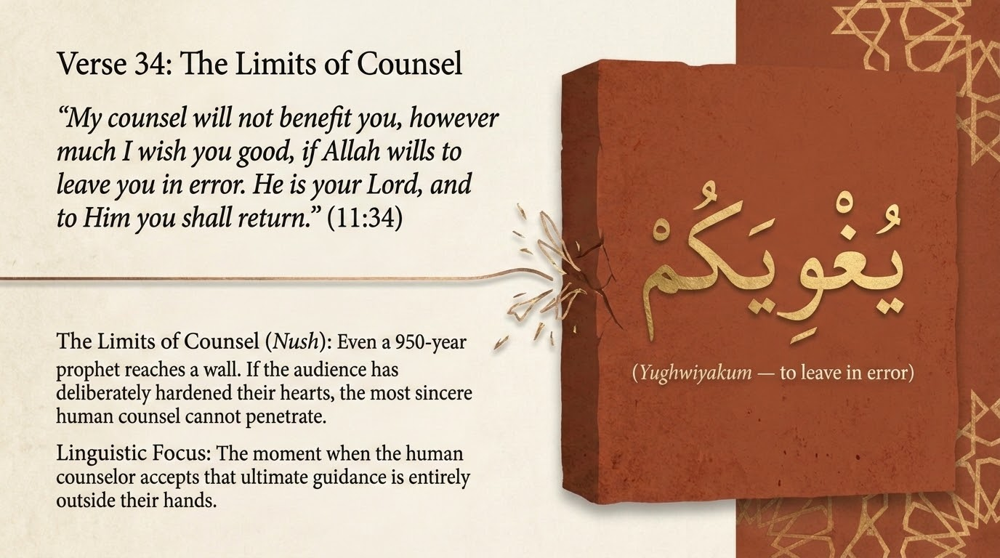 Verse 34: The Limits of Counsel
“My counsel will not benefit you, however
much I wish you good, if Allah wills to
leave you in error. He is your Lord, and
to Him you shall return.” (11:34)
The Limits of Counsel (Nush): Even a 950-year
prophet reaches a wall. If the audience has
deliberately hardened their hearts, the most sincere
human counsel cannot penetrate.
Linguistic Focus: The moment when the human
counselor accepts that ultimate guidance is entirely
outside their hands.
يُغْوِيَكُمْ
(Yughwiyakum — to leave in error)